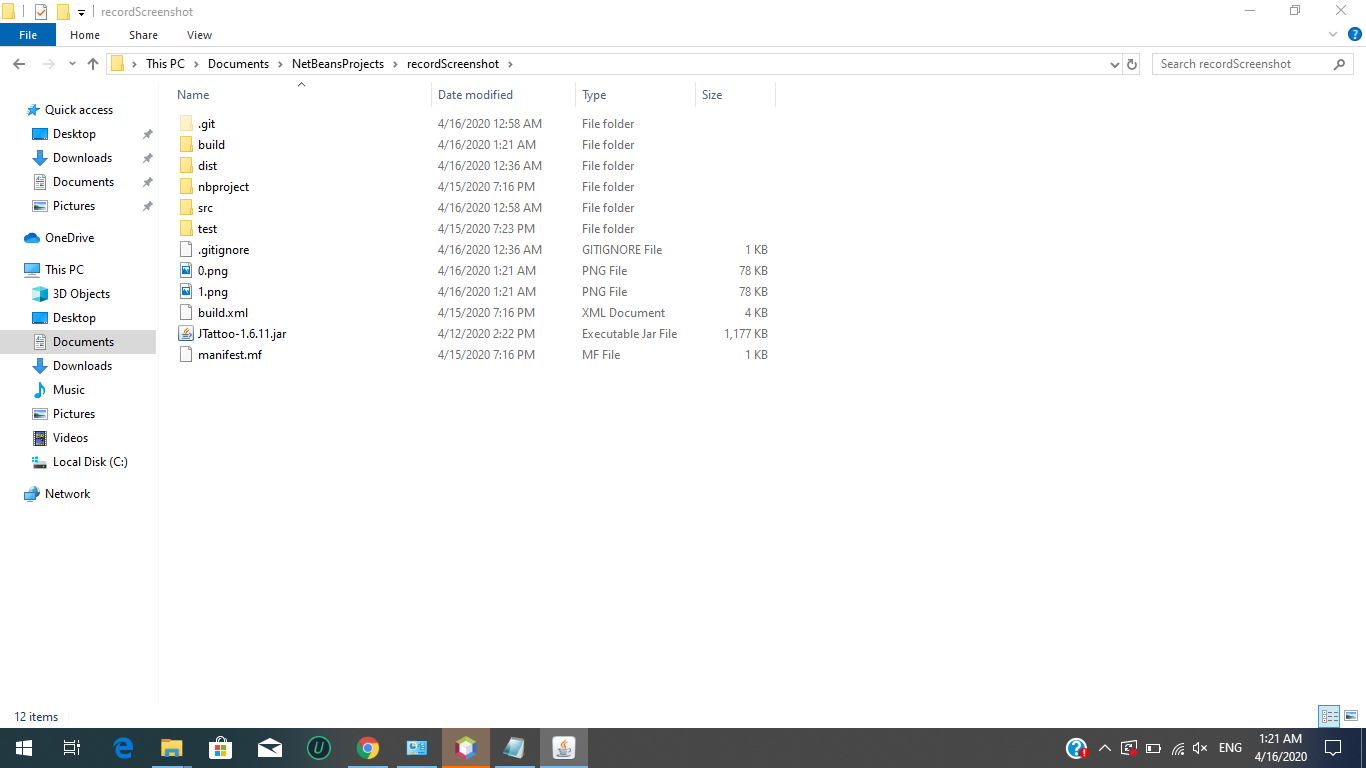 recordScreenshot
File Home Share View
This PC Documents NetBeansProjects recordScreenshot Search recordScreenshot
Name Date modified Type Size
Quick access
Desktop
Downloads
Documents
Pictures
OneDrive
This PC
3D Objects
Desktop
Documents
Downloads
Music
Pictures
Videos
Local Disk (C:)
Network
.git 4/16/2020 12:58 AM File folder
build 4/16/2020 1:21 AM File folder
dist 4/16/2020 12:36 AM File folder
nbproject 4/15/2020 7:16 PM File folder
src 4/16/2020 12:58 AM File folder
test 4/15/2020 7:23 PM File folder
.gitignore 4/16/2020 12:36 AM GITIGNORE File 1 KB
0.png 4/16/2020 1:21 AM PNG File 78 KB
1.png 4/16/2020 1:21 AM PNG File 78 KB
build.xml 4/15/2020 7:16 PM XML Document 4 KB
JTattoo-1.6.11.jar 4/12/2020 2:22 PM Executable Jar File 1,177 KB
manifest.mf 4/15/2020 7:16 PM MF File 1 KB
12 items
ENG
1:21 AM
4/16/2020